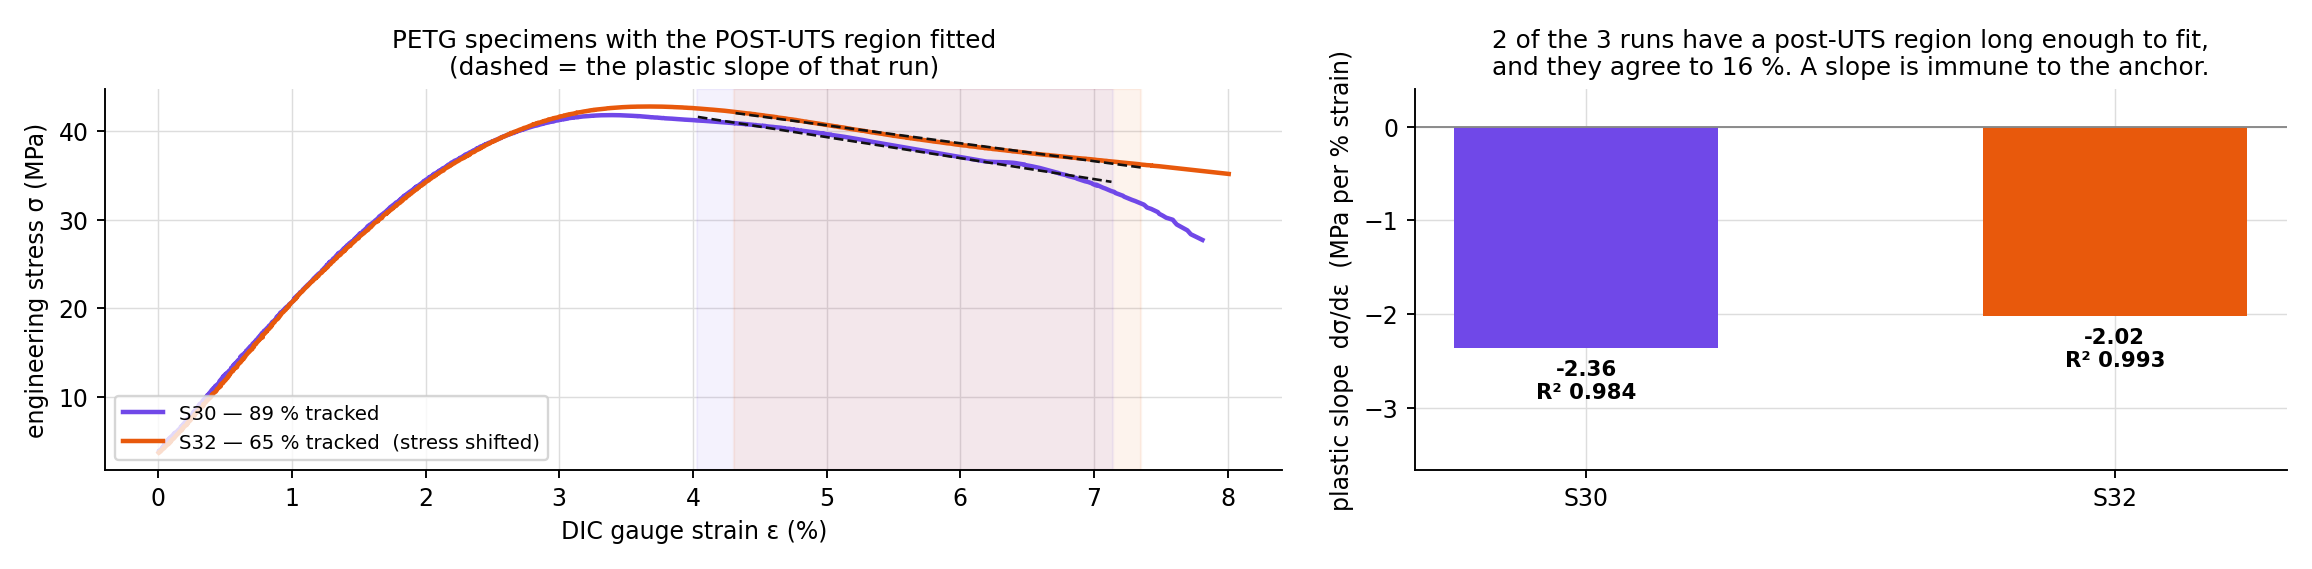 PETG specimens with the POST-UTS region fitted
(dashed = the plastic slope of that run)
engineering stress σ (MPa)
40
30
20
10
S30 — 89 % tracked
S32 — 65 % tracked  (stress shifted)
0
1
2
3
4
5
6
7
8
DIC gauge strain ε (%)
2 of the 3 runs have a post-UTS region long enough to fit,
and they agree to 16 %. A slope is immune to the anchor.
plastic slope  dσ/dε  (MPa per % strain)
0
−1
−2
−3
-2.36
R² 0.984
-2.02
R² 0.993
S30
S32